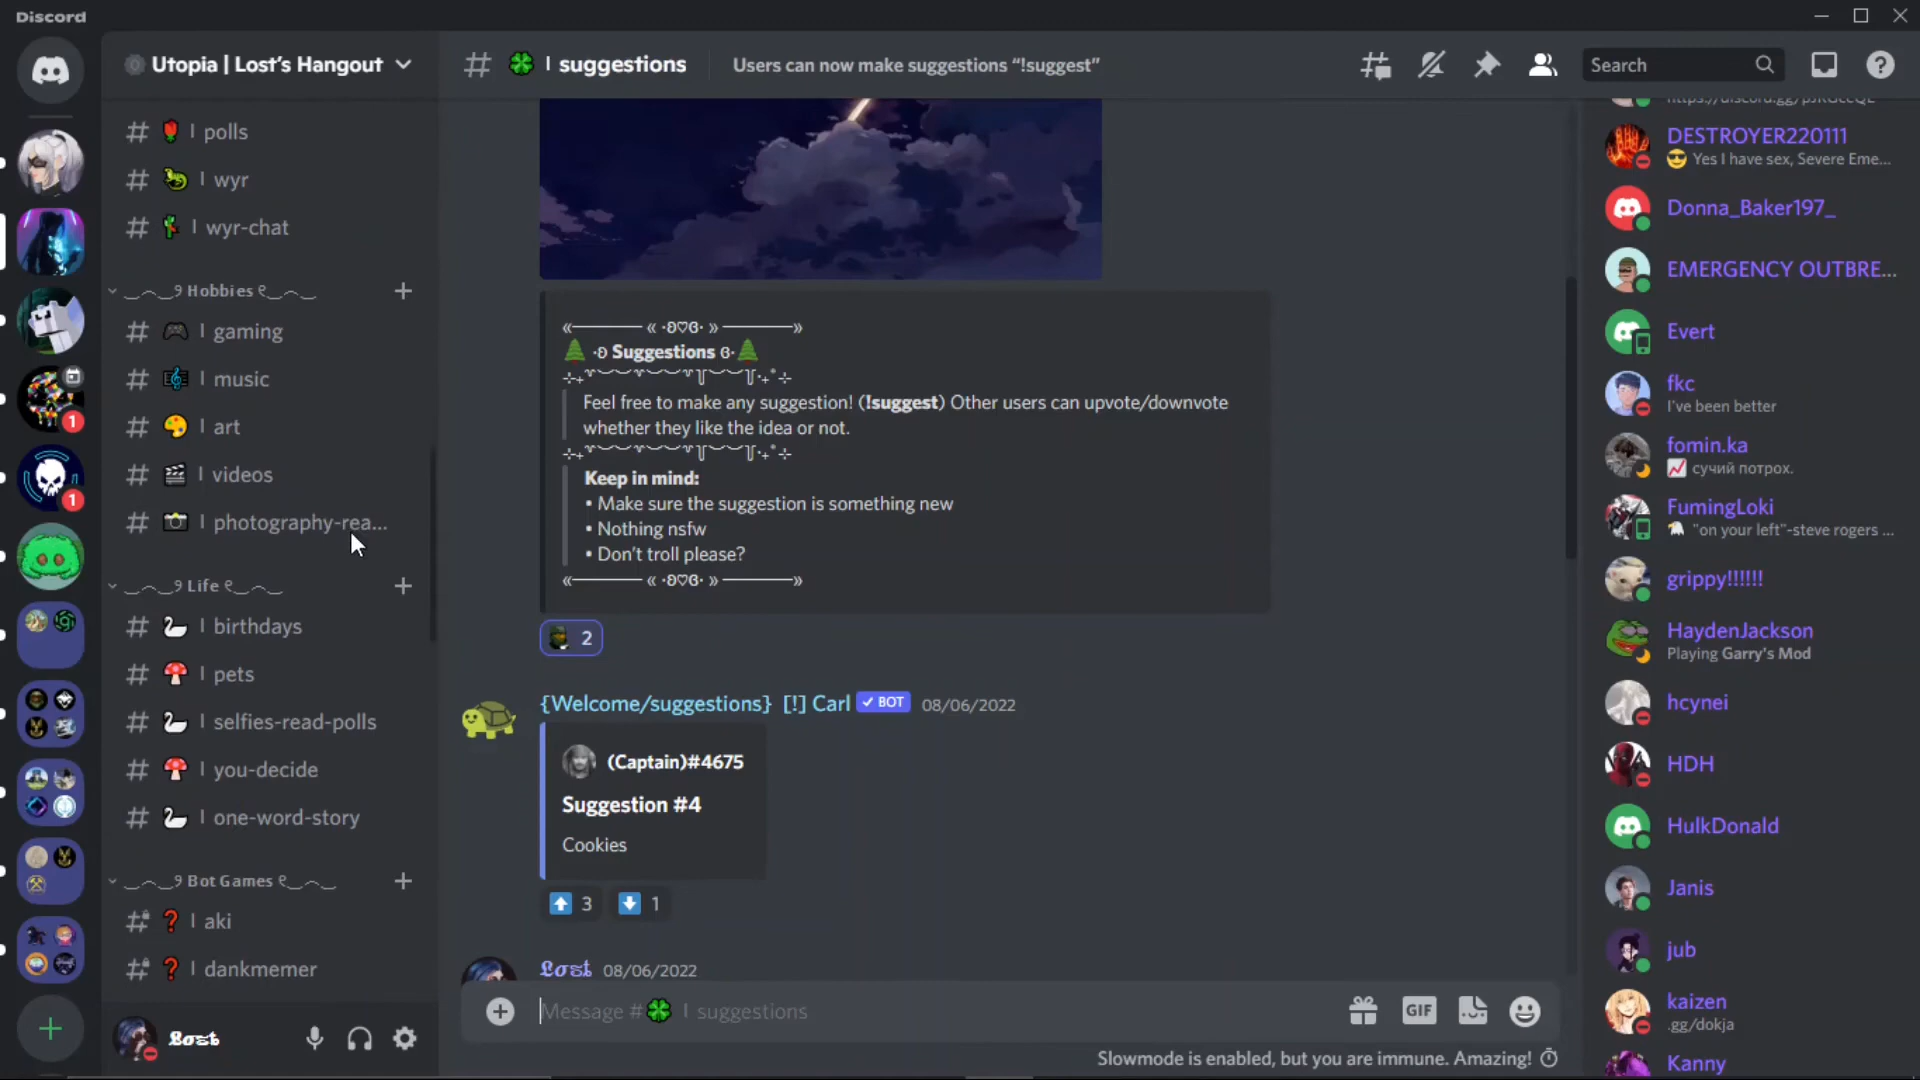 Discord
Utopia | Lost's Hangout
polls
wyr
wyr-chat
Hobbies
gaming
music
art
videos
photography-rea...
Life
birthdays
pets
selfies-read-polls
you-decide
one-word-story
Bot Games
aki
dankmemer
𝕷𝖔𝖘𝖙
1
1
suggestions
Users can now make suggestions “!suggest”
Search
«─────── « ·ʚ♡ɞ· » ───────»
·ʚ Suggestions ɞ·
Feel free to make any suggestion! (!suggest) Other users can upvote/downvote
whether they like the idea or not.
Keep in mind:
• Make sure the suggestion is something new
• Nothing nsfw
• Don't troll please?
«─────── « ·ʚ♡ɞ· » ───────»
2
{Welcome/suggestions} [!] Carl ✓ BOT 08/06/2022
(Captain)#4675
Suggestion #4
Cookies
3 1
𝕷𝖔𝖘𝖙 08/06/2022
Message # | suggestions
GIF
Slowmode is enabled, but you are immune. Amazing!
DESTROYER220111
Yes I have sex, Severe Eme...
Donna_Baker197_
EMERGENCY OUTBRE...
Evert
fkc
I've been better
fomin.ka
сучий потрох.
FumingLoki
"on your left"-steve rogers ...
grippy!!!!!!
HaydenJackson
Playing Garry's Mod
hcynei
HDH
HulkDonald
Janis
jub
kaizen
.gg/dokja
Kanny